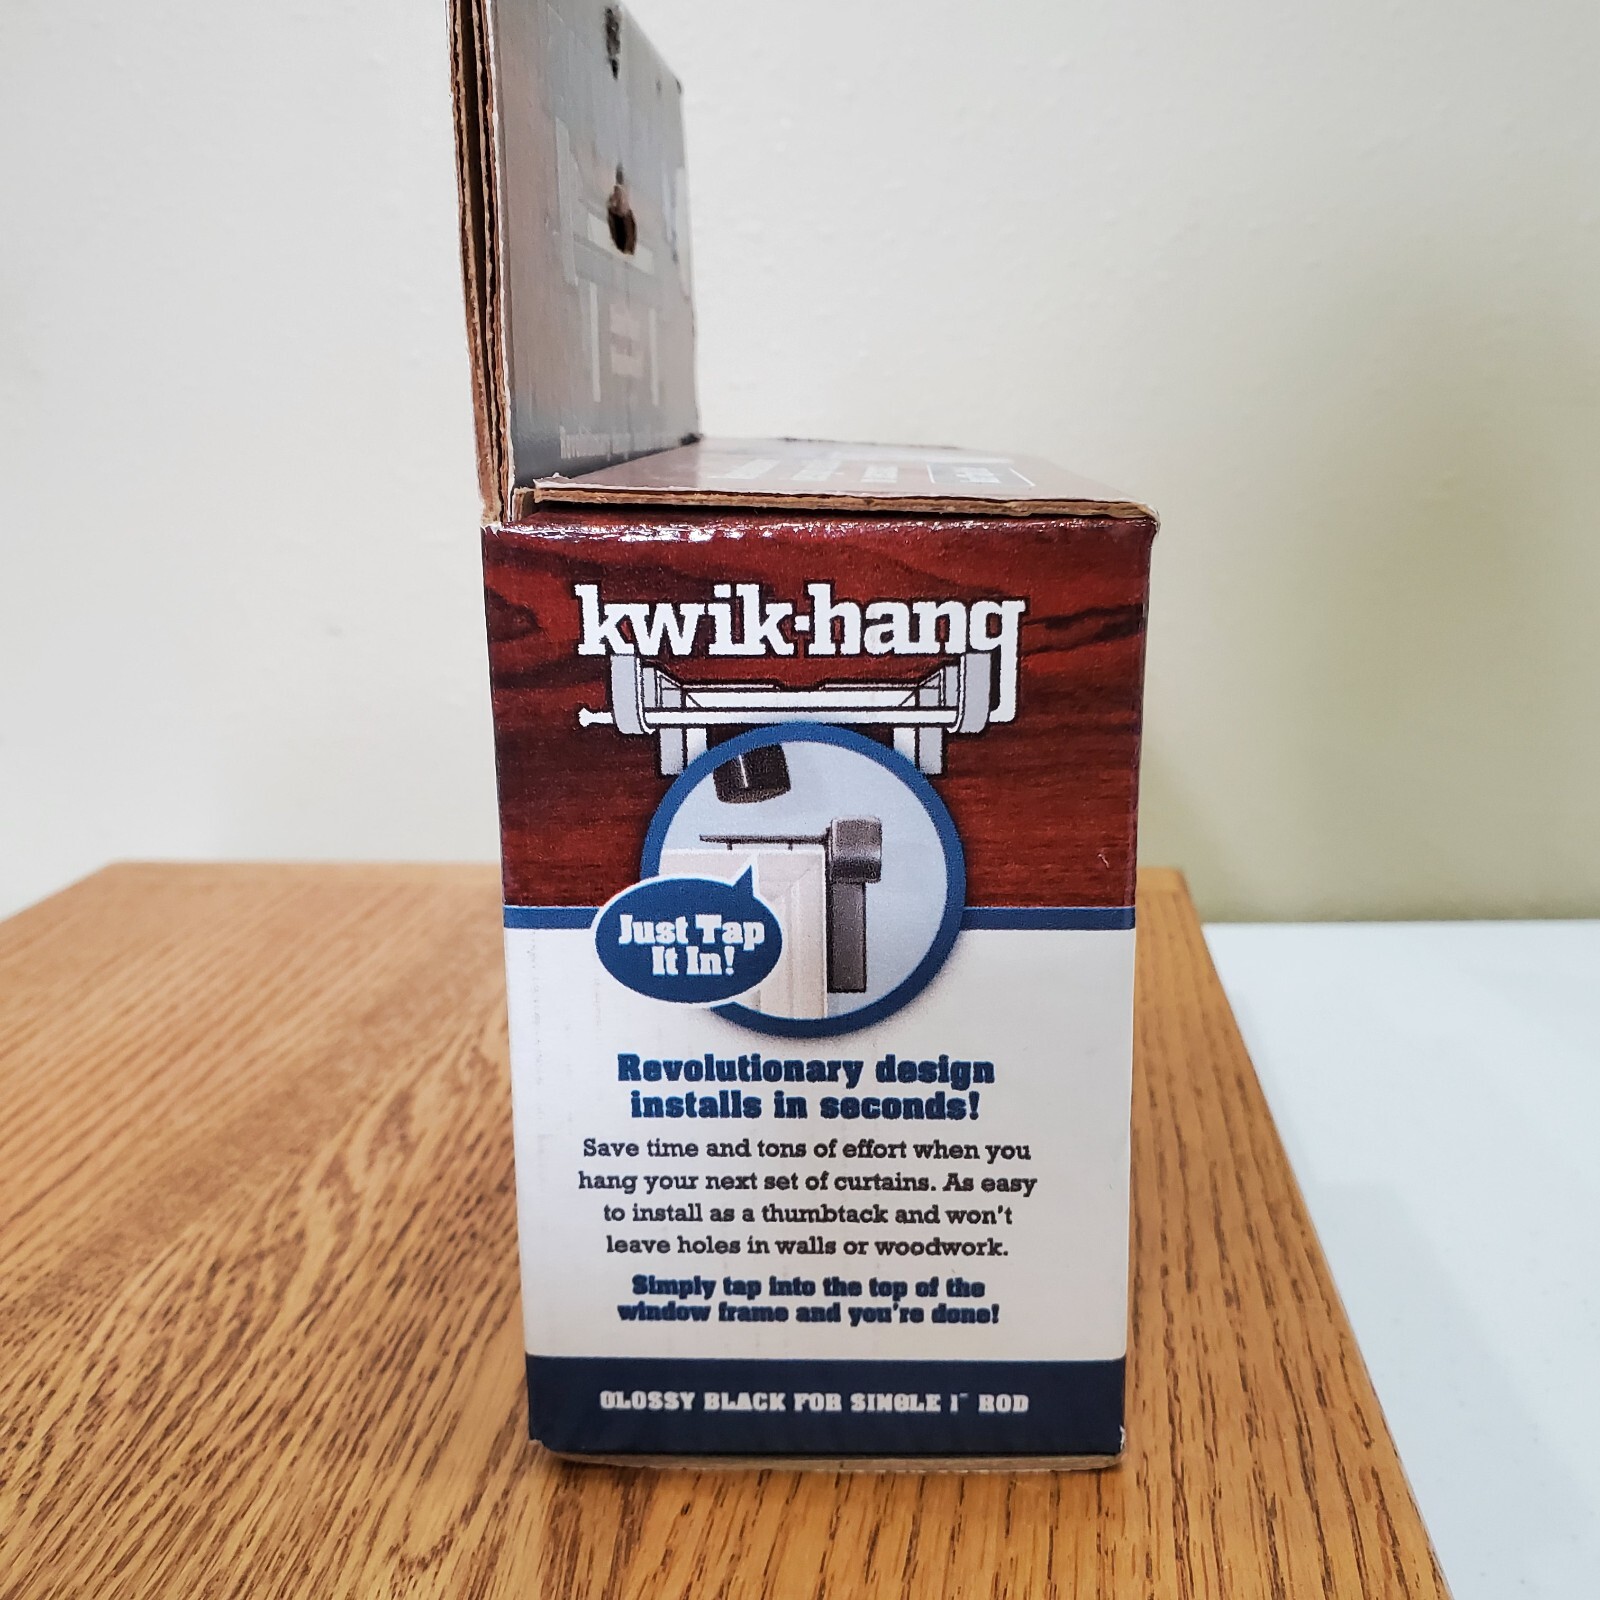 kwik·hang
Just Tap
It In!
Revolutionary design
installs in seconds!
Save time and tons of effort when you
hang your next set of curtains. As easy
to install as a thumbtack and won't
leave holes in walls or woodwork.
Simply tap into the top of the
window frame and you're done!
GLOSSY BLACK FOR SINGLE 1" ROD